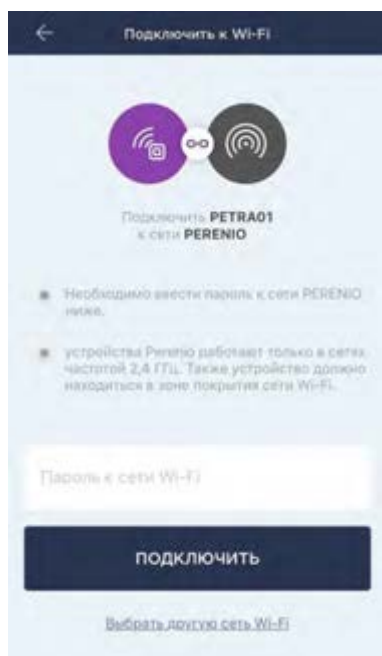 Подключить к Wi-Fi
Подключить PETRA01
к сети PERENIO
Необходимо ввести пароль к сети PERENIO
ниже.
устройства Perenio работают только в сетях
частотой 2,4 ГГц. Также устройство должно
находиться в зоне покрытия сети Wi-Fi.
Пароль к сети Wi-Fi
ПОДКЛЮЧИТЬ
Выбрать другую сеть Wi-Fi